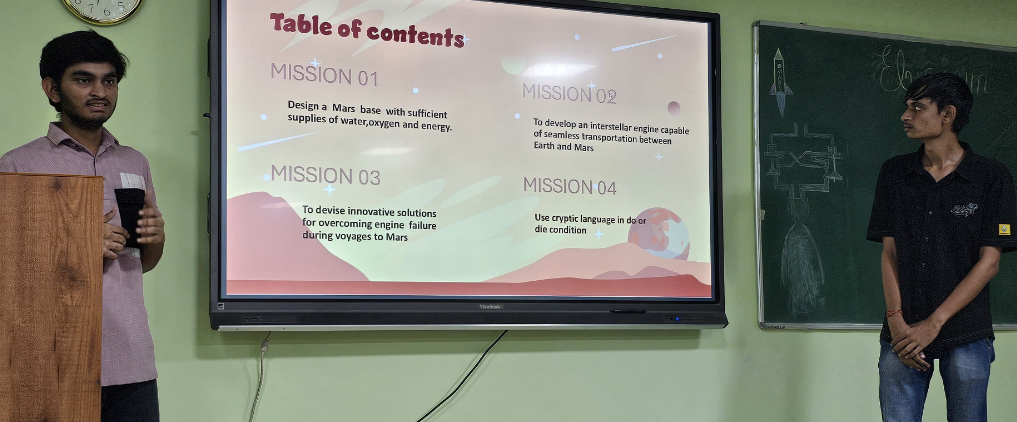 Table of contents
MISSION 01
Design a Mars base with sufficient
supplies of water,oxygen and energy.
MISSION 02
To develop an interstellar engine capable
of seamless transportation between
Earth and Mars
MISSION 03
To devise innovative solutions
for overcoming engine failure
during voyages to Mars
MISSION 04
Use cryptic language in do or
die condition
ViewSonic